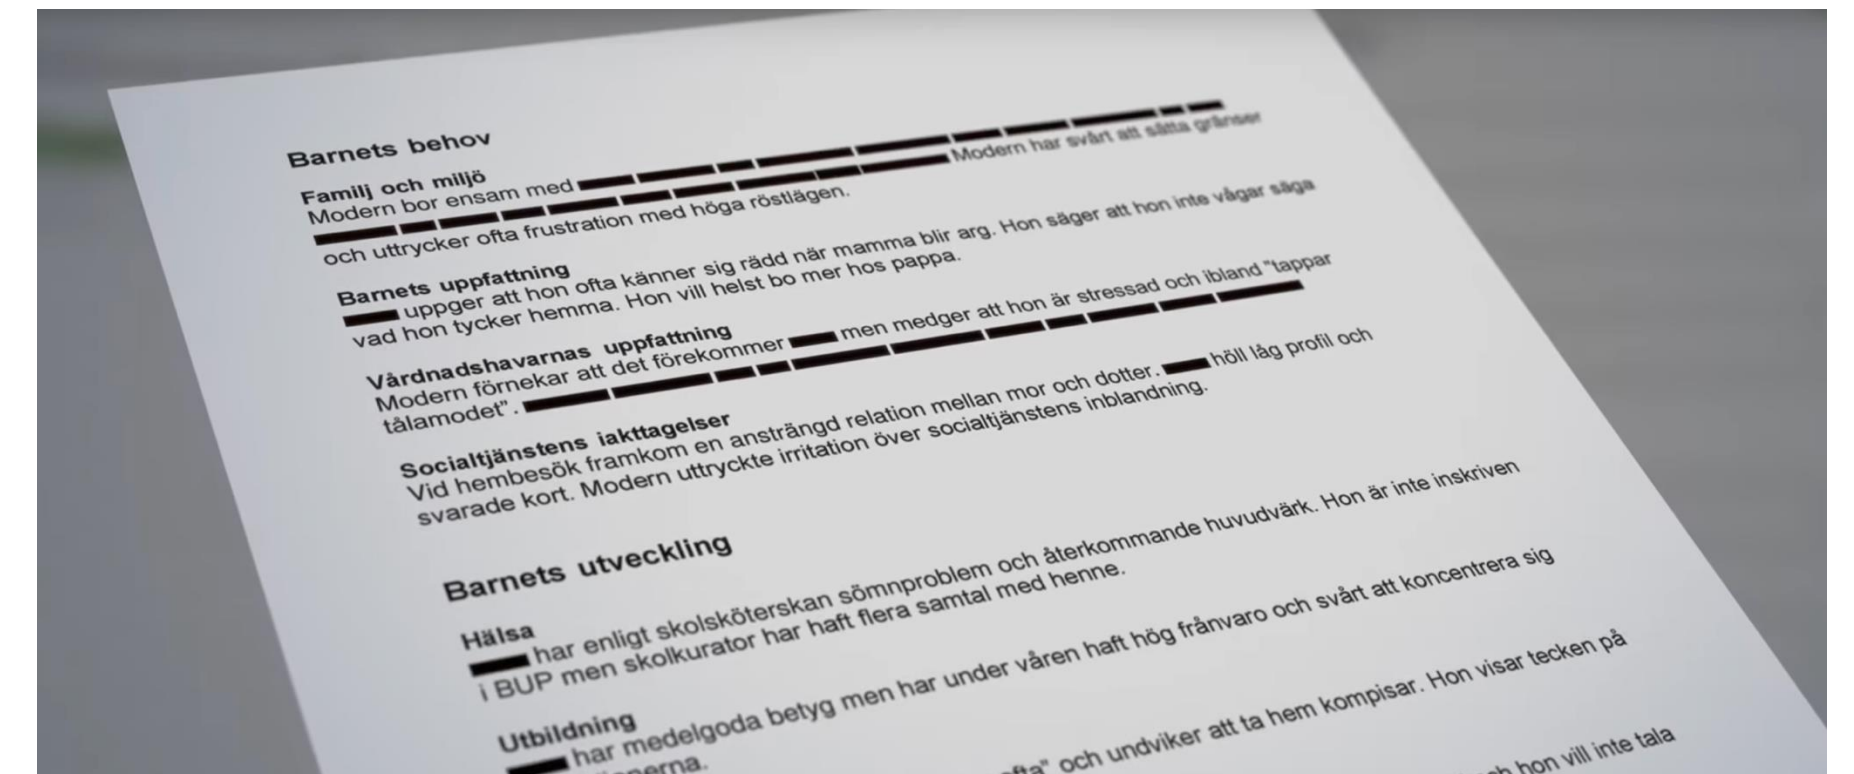 Barnets behov
Familj och miljö
Modern bor ensam med
Modern har svårt att sätta gränser
och uttrycker ofta frustration med höga röstlägen.
Barnets uppfattning
uppger att hon ofta känner sig rädd när mamma blir arg. Hon säger att hon inte vågar säga
vad hon tycker hemma. Hon vill helst bo mer hos pappa.
Vårdnadshavarnas uppfattning
Modern förnekar att det förekommer men medger att hon är stressad och ibland "tappar
tålamodet".
Socialtjänstens iakttagelser
Vid hembesök framkom en ansträngd relation mellan mor och dotter. höll låg profil och
svarade kort. Modern uttryckte irritation över socialtjänstens inblandning.
Barnets utveckling
Hälsa
har enligt skolsköterskan sömnproblem och återkommande huvudvärk. Hon är inte inskriven
i BUP men skolkurator har haft flera samtal med henne.
Utbildning
har medelgoda betyg men har under våren haft hög frånvaro och svårt att koncentrera sig
och undviker att ta hem kompisar. Hon visar tecken på
hon vill inte tala